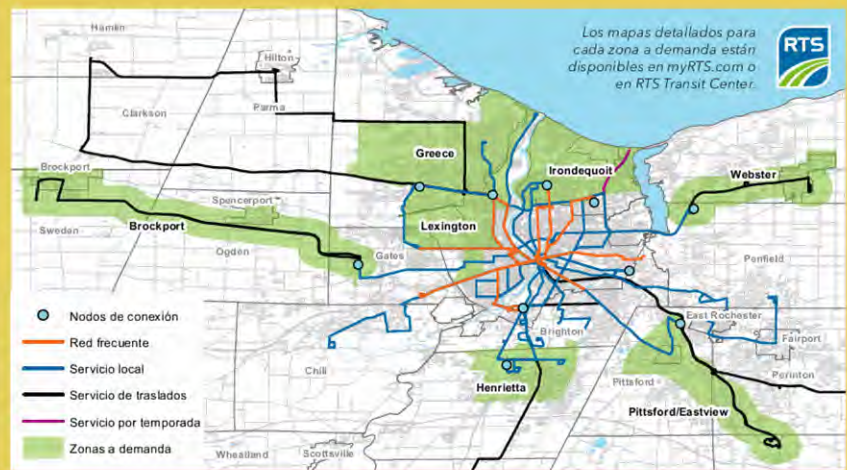 Los mapas detallados para
cada zona a demanda están
disponibles en myRTS.com o
en RTS Transit Center.
RTS
Hamlin
Hilton
Parma
Clarkson
Greece
Irondequoit
Webster
Brockport
Spencerport
Brockport
Lexington
Sweden
Ogden
Gates
Penfield
East Rochester
Fairport
Brighton
Chili
Perinton
Pittsford
Henrietta
Pittsford/Eastview
Wheatland
Scottsville
Nodos de conexión
Red frecuente
Servicio local
Servicio de traslados
Servicio por temporada
Zonas a demanda